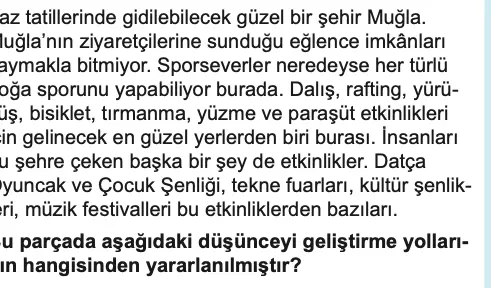 az tatillerinde gidilebilecek güzel bir şehir Muğla.
uğla’nın ziyaretçilerine sunduğu eğlence imkânları
aymakla bitmiyor. Sporseverler neredeyse her türlü
oğa sporunu yapabiliyor burada. Dalış, rafting, yürü-
üş, bisiklet, tırmanma, yüzme ve paraşüt etkinlikleri
çin gelinecek en güzel yerlerden biri burası. İnsanları
u şehre çeken başka bir şey de etkinlikler. Datça
Oyuncak ve Çocuk Şenliği, tekne fuarları, kültür şenlik-
eri, müzik festivalleri bu etkinliklerden bazıları.
Bu parçada aşağıdaki düşünceyi geliştirme yolları-
ın hangisinden yararlanılmıştır?